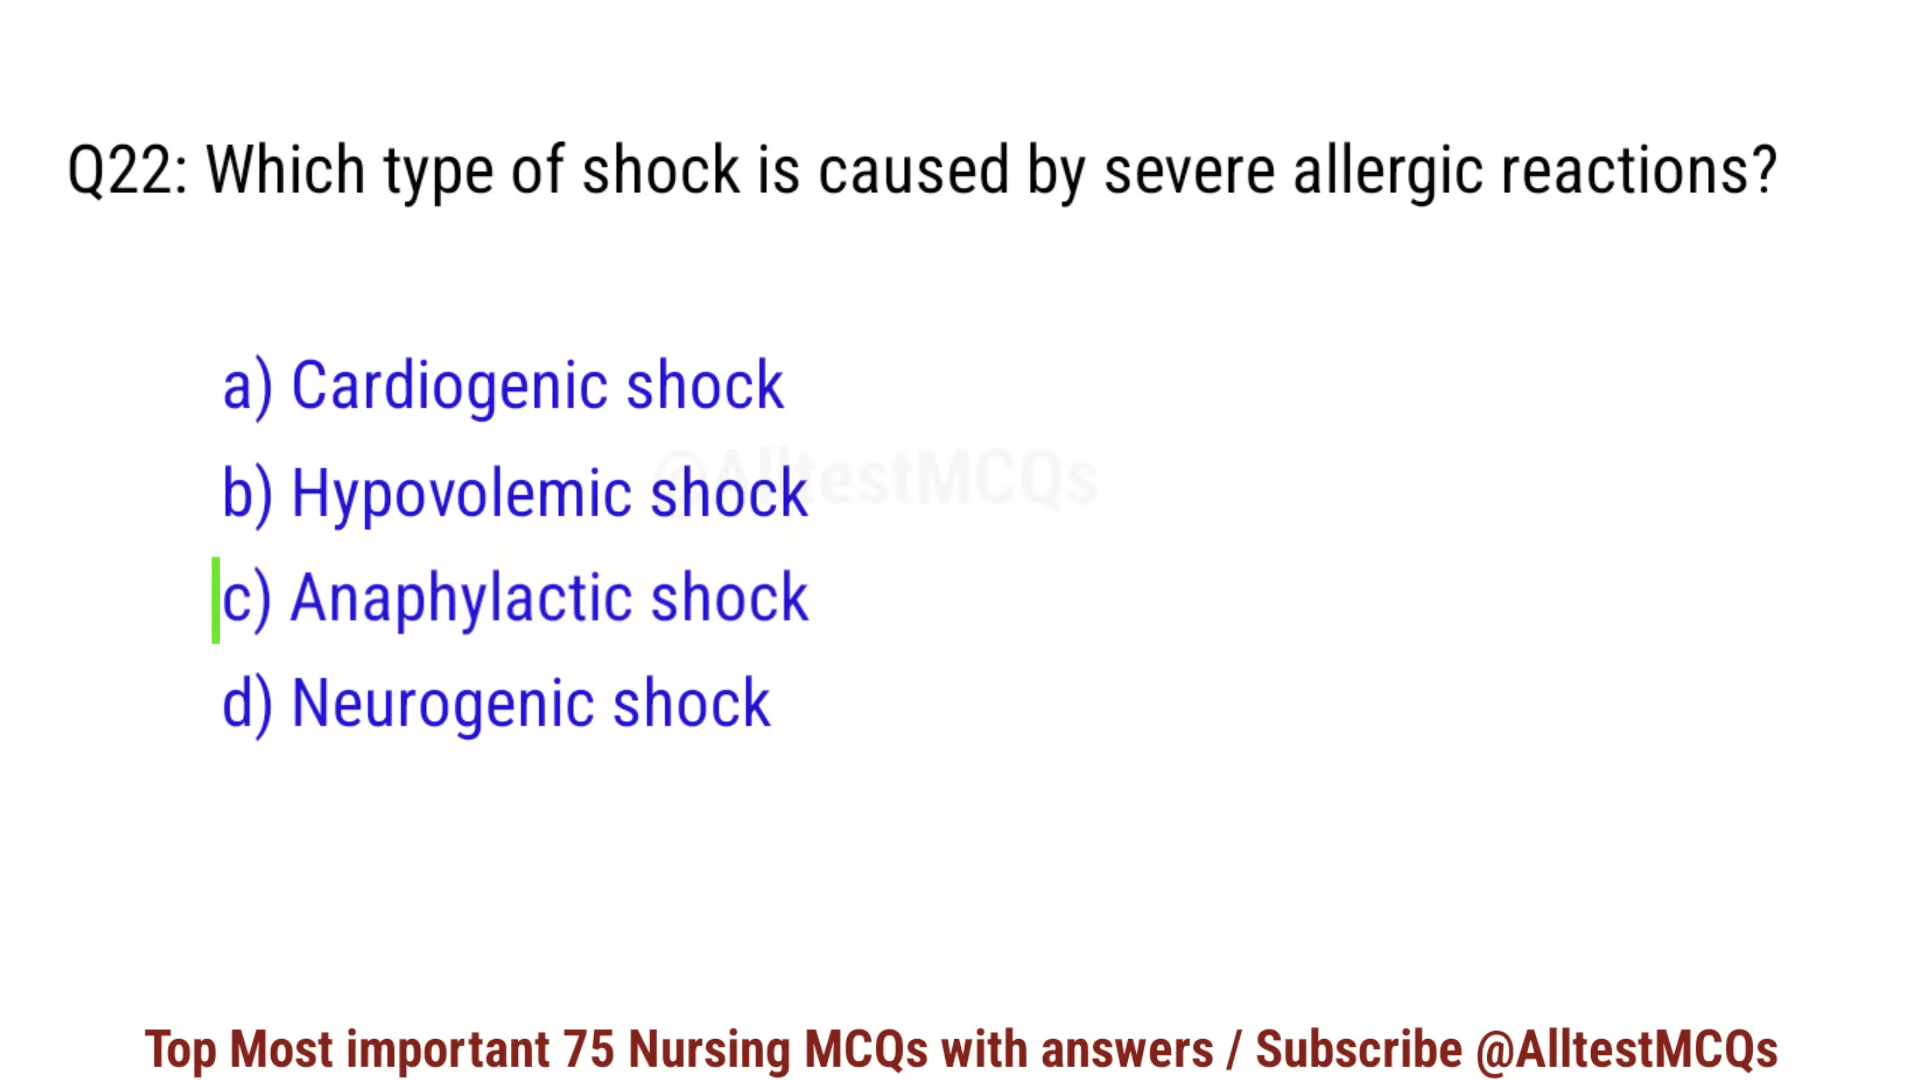 Q22: Which type of shock is caused by severe allergic reactions?
a) Cardiogenic shock
@AlltestMCQs
b) Hypovolemic shock
c) Anaphylactic shock
d) Neurogenic shock
Top Most important 75 Nursing MCQs with answers / Subscribe @AlltestMCQs